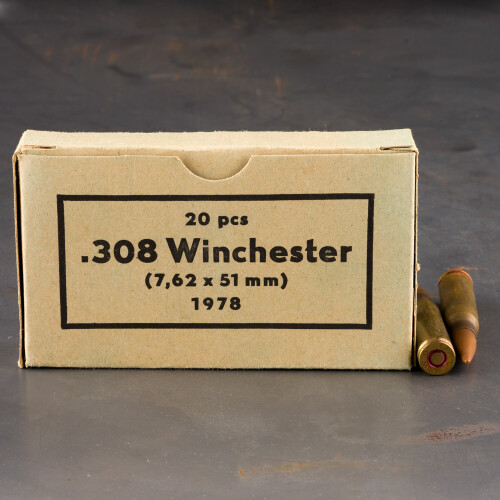 20 pcs
.308 Winchester
(7,62 x 51 mm)
1978